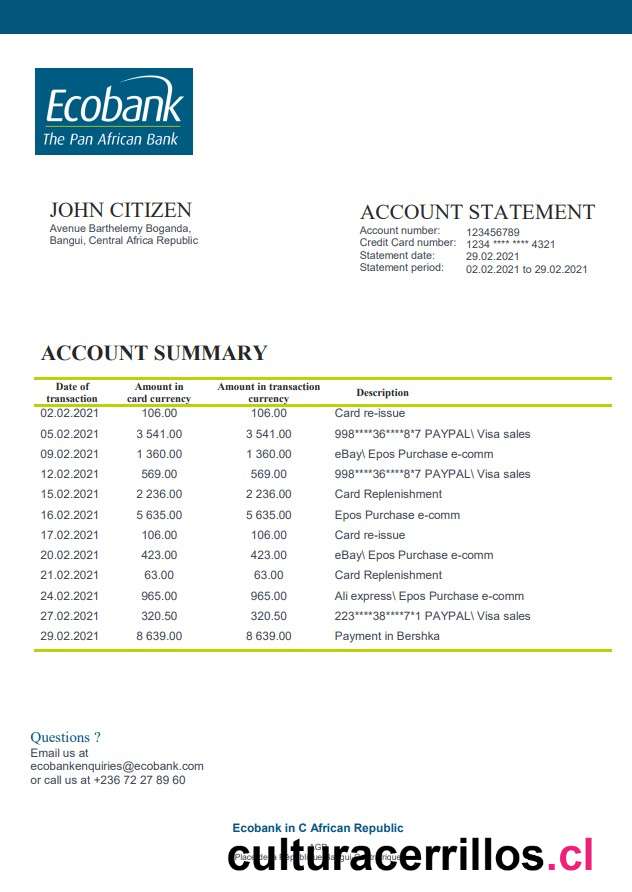 Ecobank
The Pan African Bank
JOHN CITIZEN
Avenue Barthelemy Boganda,
Bangui, Central Africa Republic
ACCOUNT STATEMENT
Account number: 123456789
Credit Card number: 1234 **** **** 4321
Statement date: 29.02.2021
Statement period: 02.02.2021 to 29.02.2021
ACCOUNT SUMMARY
Date of transaction Amount in card currency Amount in transaction currency Description
02.02.2021 106.00 106.00 Card re-issue
05.02.2021 3 541.00 3 541.00 998****36****8*7 PAYPAL\ Visa sales
09.02.2021 1 360.00 1 360.00 eBay\ Epos Purchase e-comm
12.02.2021 569.00 569.00 998****36****8*7 PAYPAL\ Visa sales
15.02.2021 2 236.00 2 236.00 Card Replenishment
16.02.2021 5 635.00 5 635.00 Epos Purchase e-comm
17.02.2021 106.00 106.00 Card re-issue
20.02.2021 423.00 423.00 eBay\ Epos Purchase e-comm
21.02.2021 63.00 63.00 Card Replenishment
24.02.2021 965.00 965.00 Ali express\ Epos Purchase e-comm
27.02.2021 320.50 320.50 223****38****7*1 PAYPAL\ Visa sales
29.02.2021 8 639.00 8 639.00 Payment in Bershka
Questions ?
Email us at
ecobankenquiries@ecobank.com
or call us at +236 72 27 89 60
Ecobank in C African Republic
culturacerrillos.cl